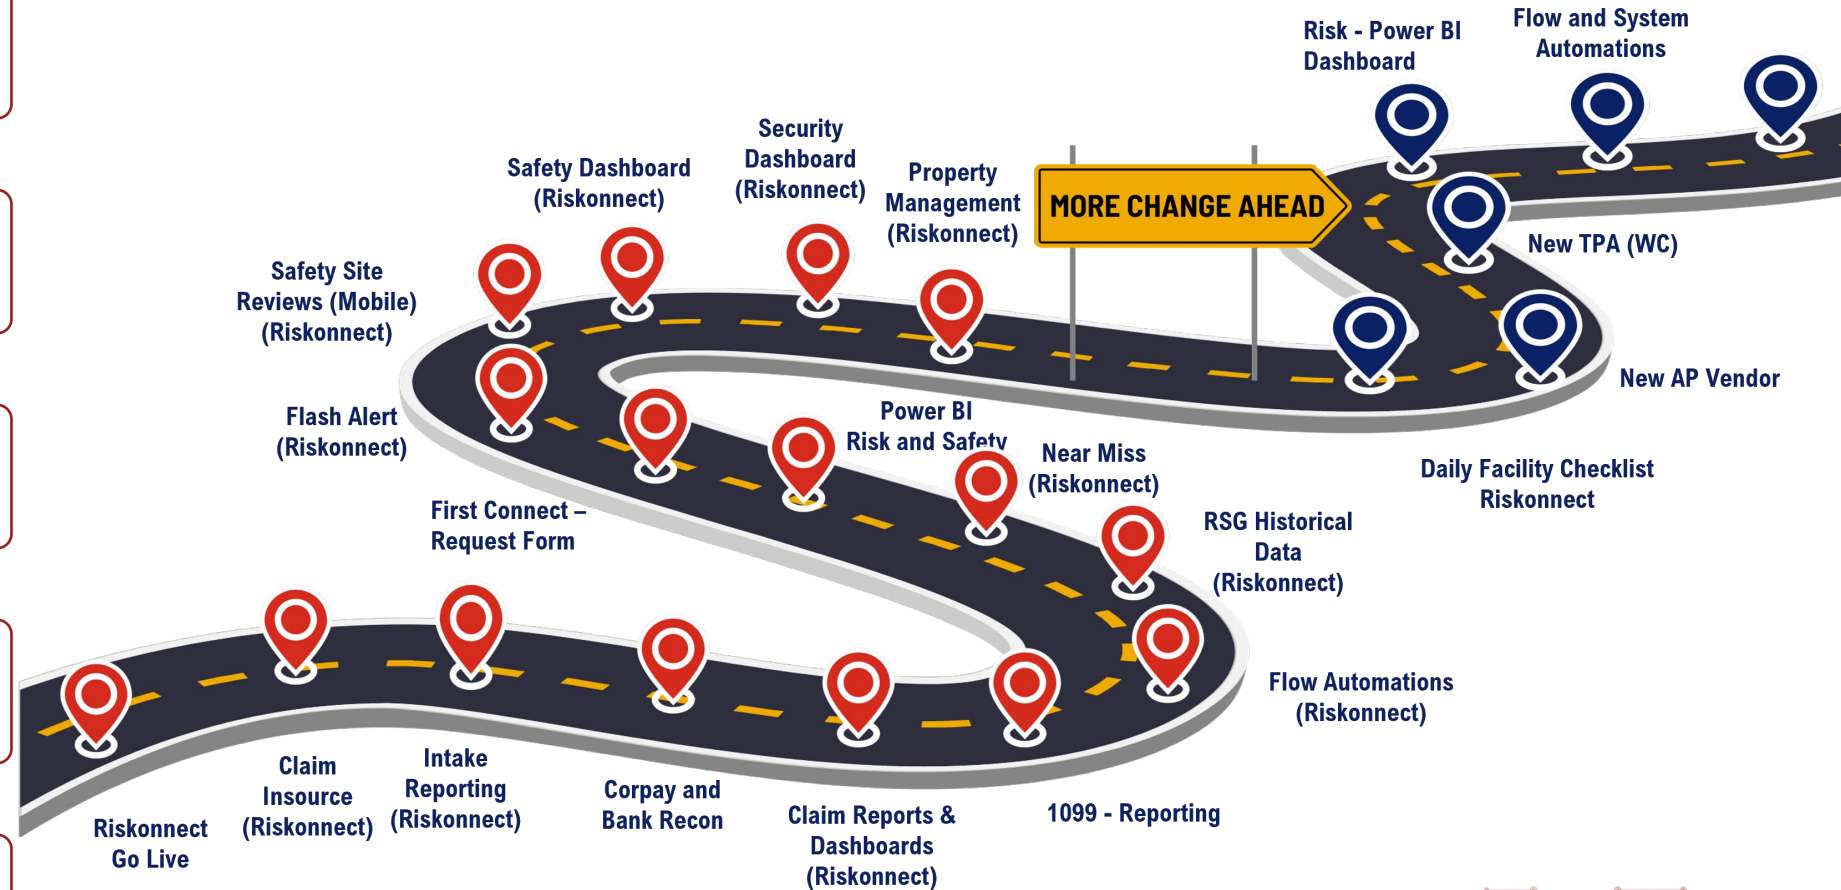 Risk - Power BI
Dashboard
Flow and System
Automations
Security
Dashboard
(Riskonnect)
Safety Dashboard
(Riskonnect)
Property
Management
(Riskonnect)
MORE CHANGE AHEAD
New TPA (WC)
Safety Site
Reviews (Mobile)
(Riskonnect)
New AP Vendor
Flash Alert
(Riskonnect)
Power BI
Risk and Safety
Near Miss
(Riskonnect)
Daily Facility Checklist
Riskonnect
First Connect –
Request Form
RSG Historical
Data
(Riskonnect)
Flow Automations
(Riskonnect)
Riskonnect
Go Live
Claim
Insource
(Riskonnect)
Intake
Reporting
(Riskonnect)
Corpay and
Bank Recon
Claim Reports &
Dashboards
(Riskonnect)
1099 - Reporting